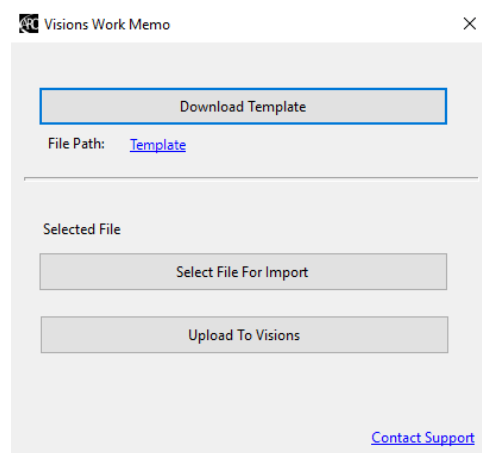 ARC Visions Work Memo
Download Template
File Path: Template
Selected File
Select File For Import
Upload To Visions
Contact Support